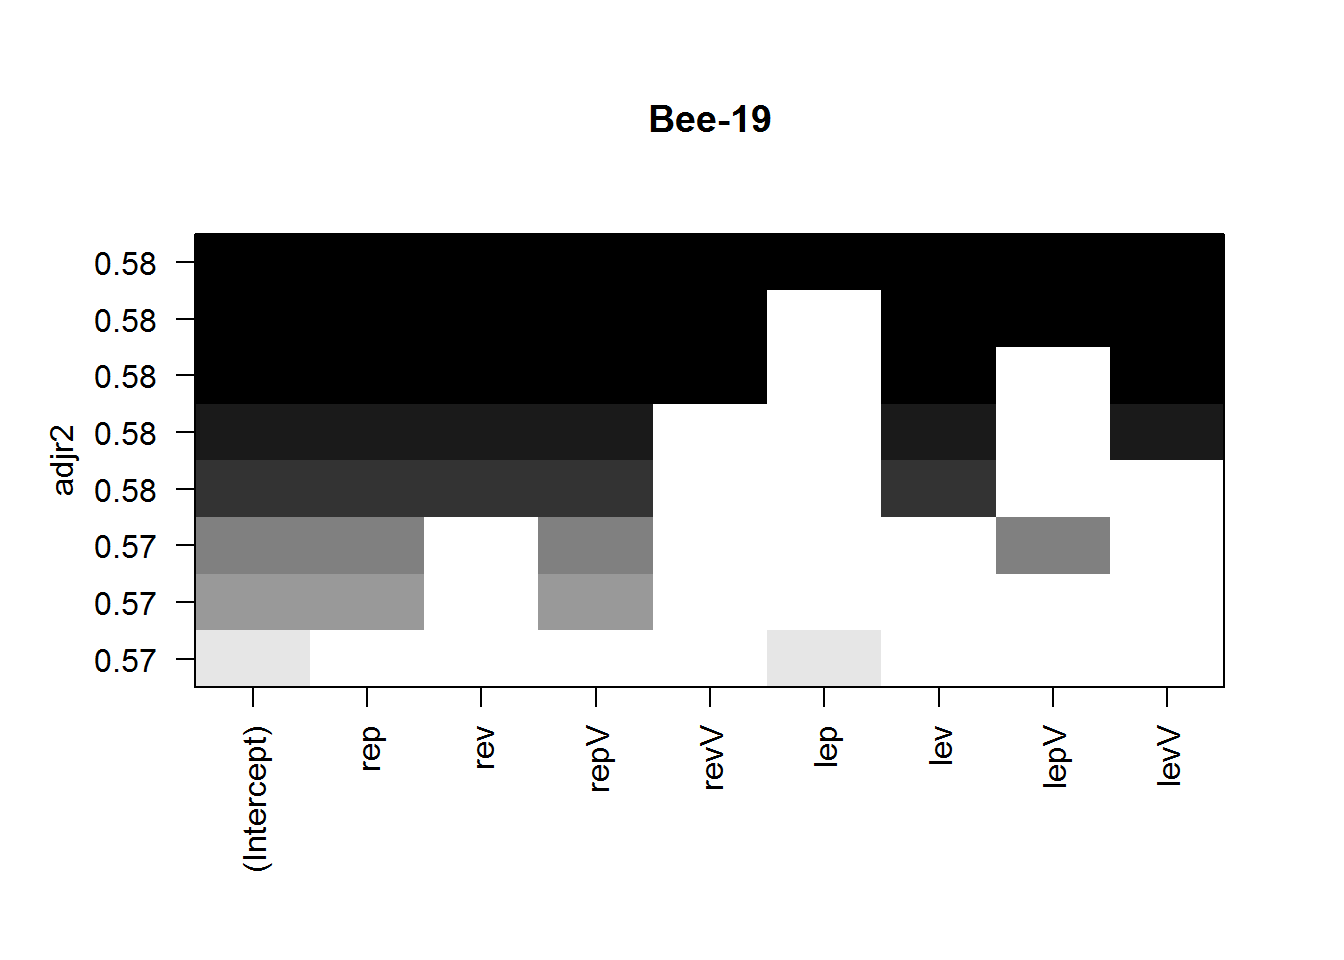 Bee-19
adjr2
0.58
0.58
0.58
0.58
0.58
0.57
0.57
0.57
(Intercept)
rep
rev
repV
revV
lep
lev
lepV
levV